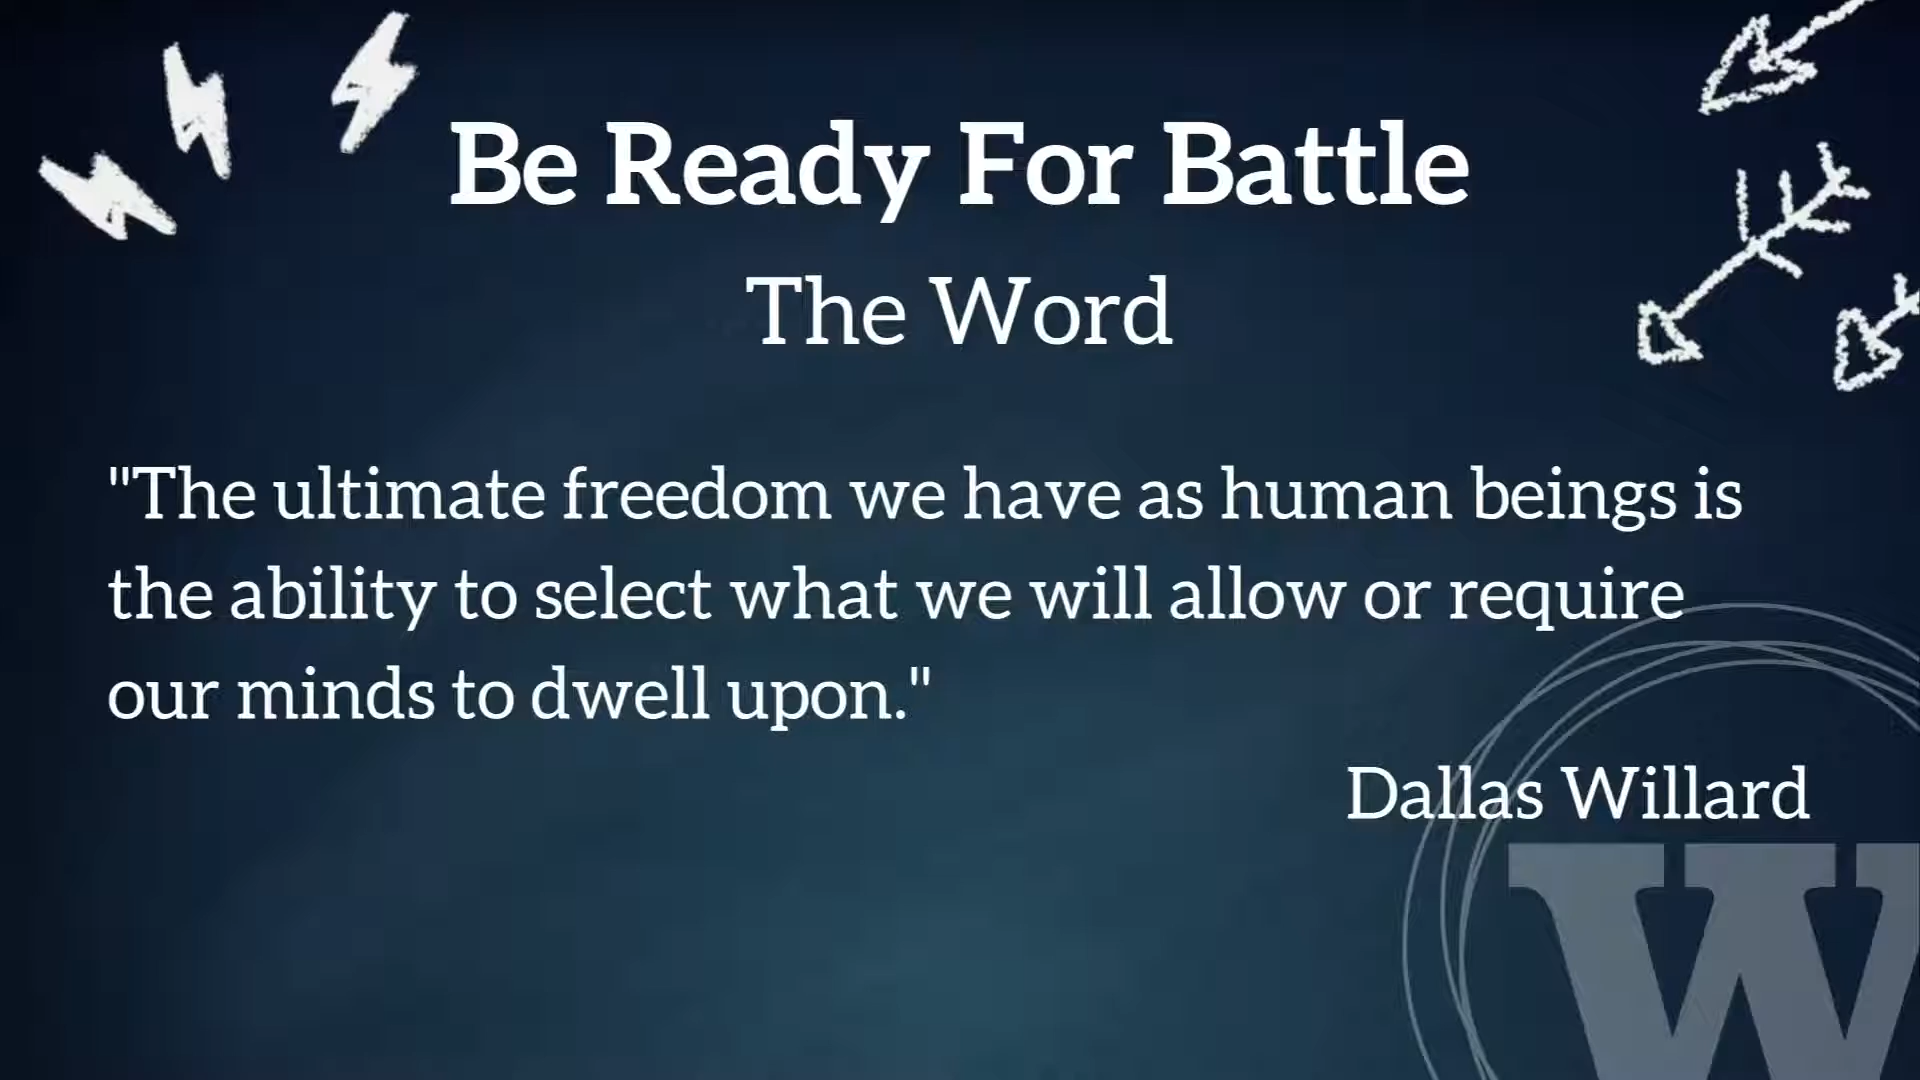 Be Ready For Battle
The Word
"The ultimate freedom we have as human beings is
the ability to select what we will allow or require
our minds to dwell upon."
Dallas Willard
W